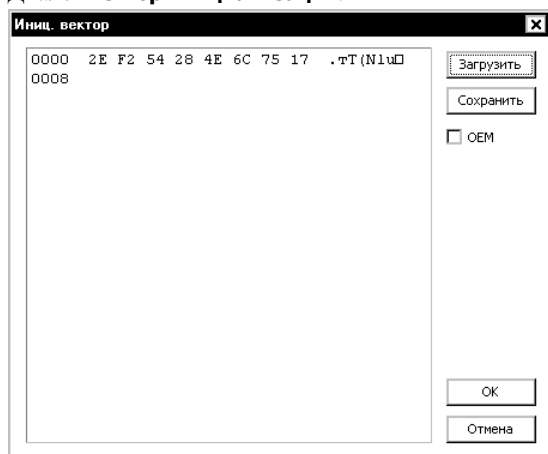 Иниц. вектор
0000 2E F2 54 28 4E 6C 75 17 .тT(Nlu□
0008
Загрузить
Сохранить
OEM
OK
Отмена